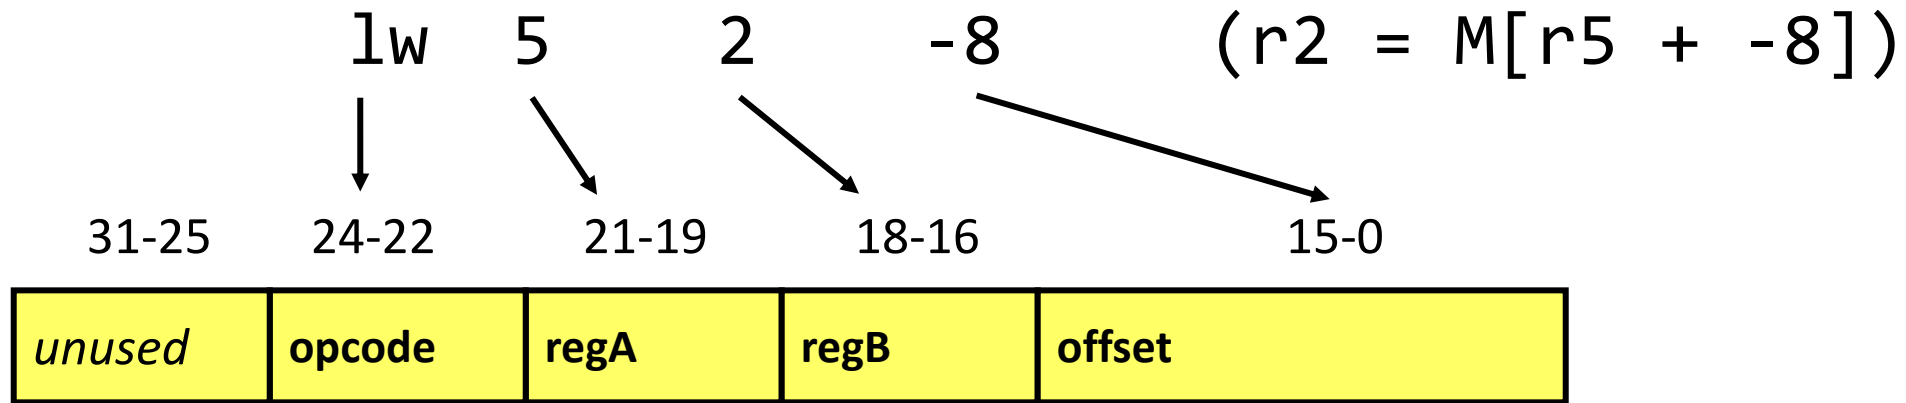 lw 5 2 -8 (r2 = M[r5 + -8])
31-25 24-22 21-19 18-16 15-0
unused opcode regA regB offset